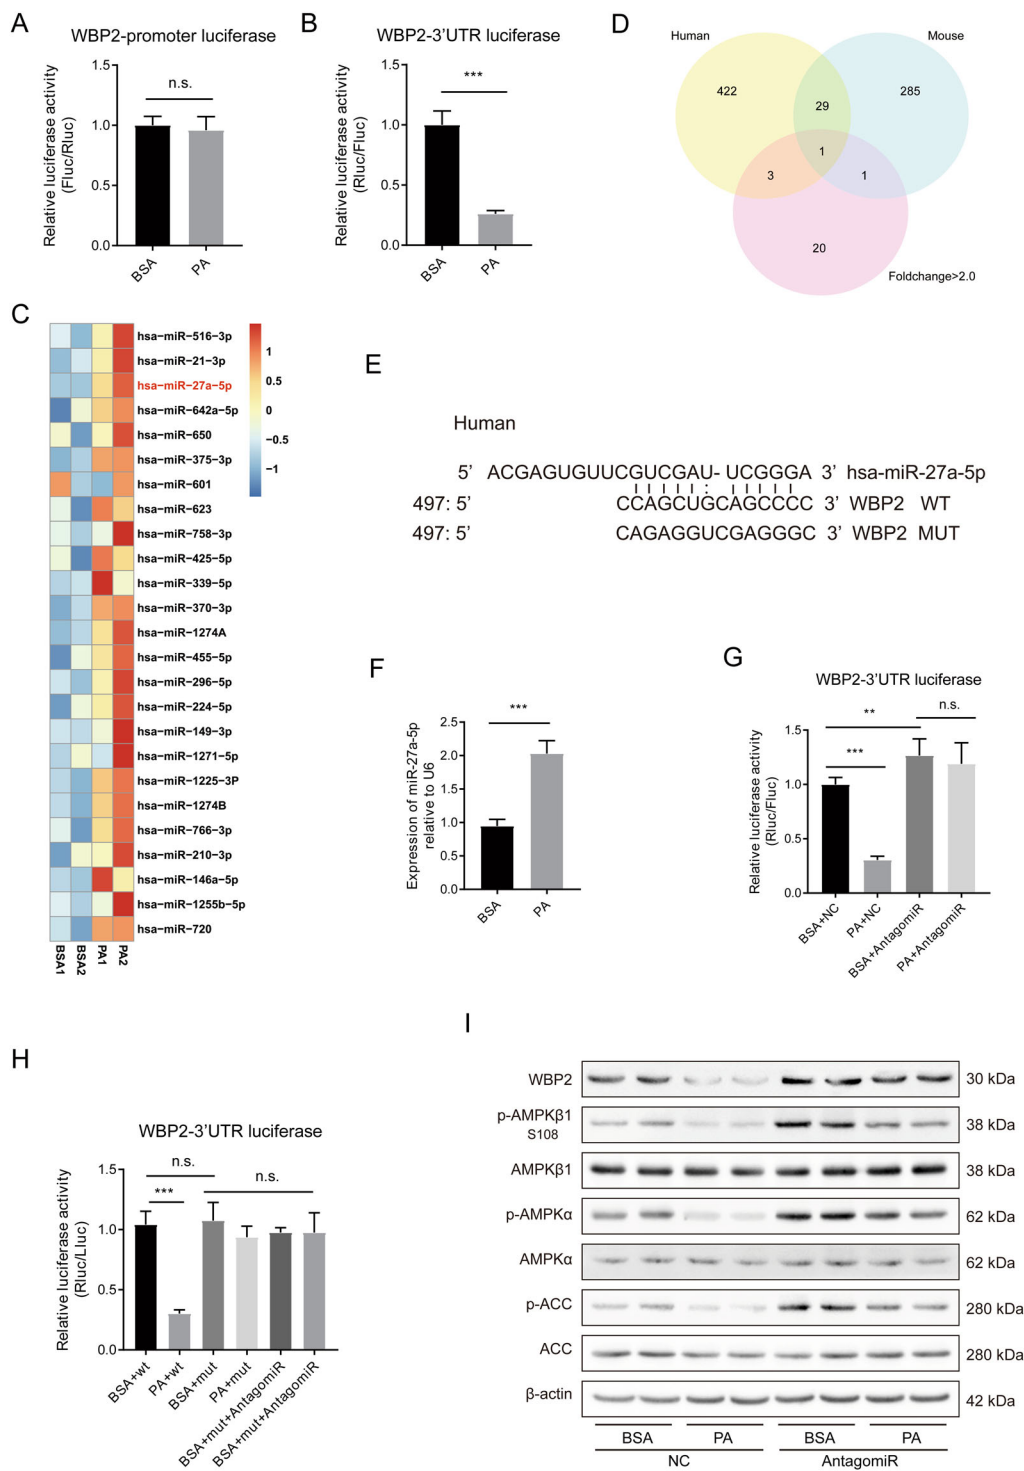 A
WBP2-promoter luciferase
Relative luciferase activity
(Fluc/Rluc)
1.5
1.0
0.5
0.0
n.s.
BSA
PA
B
WBP2-3'UTR luciferase
Relative luciferase activity
(Rluc/Fluc)
1.5
1.0
0.5
0.0
***
BSA
PA
D
Human
Mouse
422
29
285
1
3
1
20
Foldchange>2.0
C
hsa-miR-516-3p
hsa-miR-21-3p
hsa-miR-27a-5p
hsa-miR-642a-5p
hsa-miR-650
hsa-miR-375-3p
hsa-miR-601
hsa-miR-623
hsa-miR-758-3p
hsa-miR-425-5p
hsa-miR-339-5p
hsa-miR-370-3p
hsa-miR-1274A
hsa-miR-455-5p
hsa-miR-296-5p
hsa-miR-224-5p
hsa-miR-149-3p
hsa-miR-1271-5p
hsa-miR-1225-3P
hsa-miR-1274B
hsa-miR-766-3p
hsa-miR-210-3p
hsa-miR-146a-5p
hsa-miR-1255b-5p
hsa-miR-720
BSA1
BSA2
PA1
PA2
1
0.5
0
-0.5
-1
E
Human
5' ACGAGUGUUCGUCGAU-UCGGGA 3' hsa-miR-27a-5p
497: 5' CCAGCUGCAGCCCC 3' WBP2 WT
497: 5' CAGAGGUCGAGGGC 3' WBP2 MUT
F
Expression of miR-27a-5p
relative to U6
2.5
2.0
1.5
1.0
0.5
0.0
***
BSA
PA
G
WBP2-3'UTR luciferase
Relative luciferase activity
(Rluc/Fluc)
1.5
1.0
0.5
0.0
**
n.s.
***
BSA+NC
PA+NC
BSA+AntagomiR
PA+AntagomiR
H
WBP2-3'UTR luciferase
Relative luciferase activity
(Rluc/Lluc)
1.5
1.0
0.5
0.0
n.s.
***
n.s.
BSA+wt
PA+wt
BSA+mut
PA+mut
BSA+mut+AntagomiR
BSA+mut+AntagomiR
I
WBP2 30 kDa
p-AMPKβ1 38 kDa
S108
AMPKβ1 38 kDa
p-AMPKα 62 kDa
AMPKα 62 kDa
p-ACC 280 kDa
ACC 280 kDa
β-actin 42 kDa
BSA PA BSA PA
NC AntagomiR